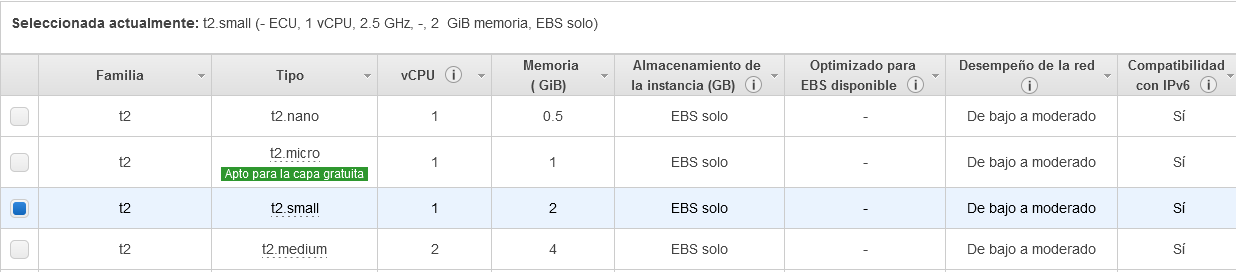 Seleccionada actualmente: t2.small (- ECU, 1 vCPU, 2.5 GHz, -, 2 GiB memoria, EBS solo)
Familia Tipo vCPU Memoria ( GiB) Almacenamiento de la instancia (GB) Optimizado para EBS disponible Desempeño de la red Compatibilidad con IPv6
t2 t2.nano 1 0.5 EBS solo - De bajo a moderado Sí
t2 t2.micro 1 1 EBS solo - De bajo a moderado Sí
Apto para la capa gratuita
t2 t2.small 1 2 EBS solo - De bajo a moderado Sí
t2 t2.medium 2 4 EBS solo - De bajo a moderado Sí